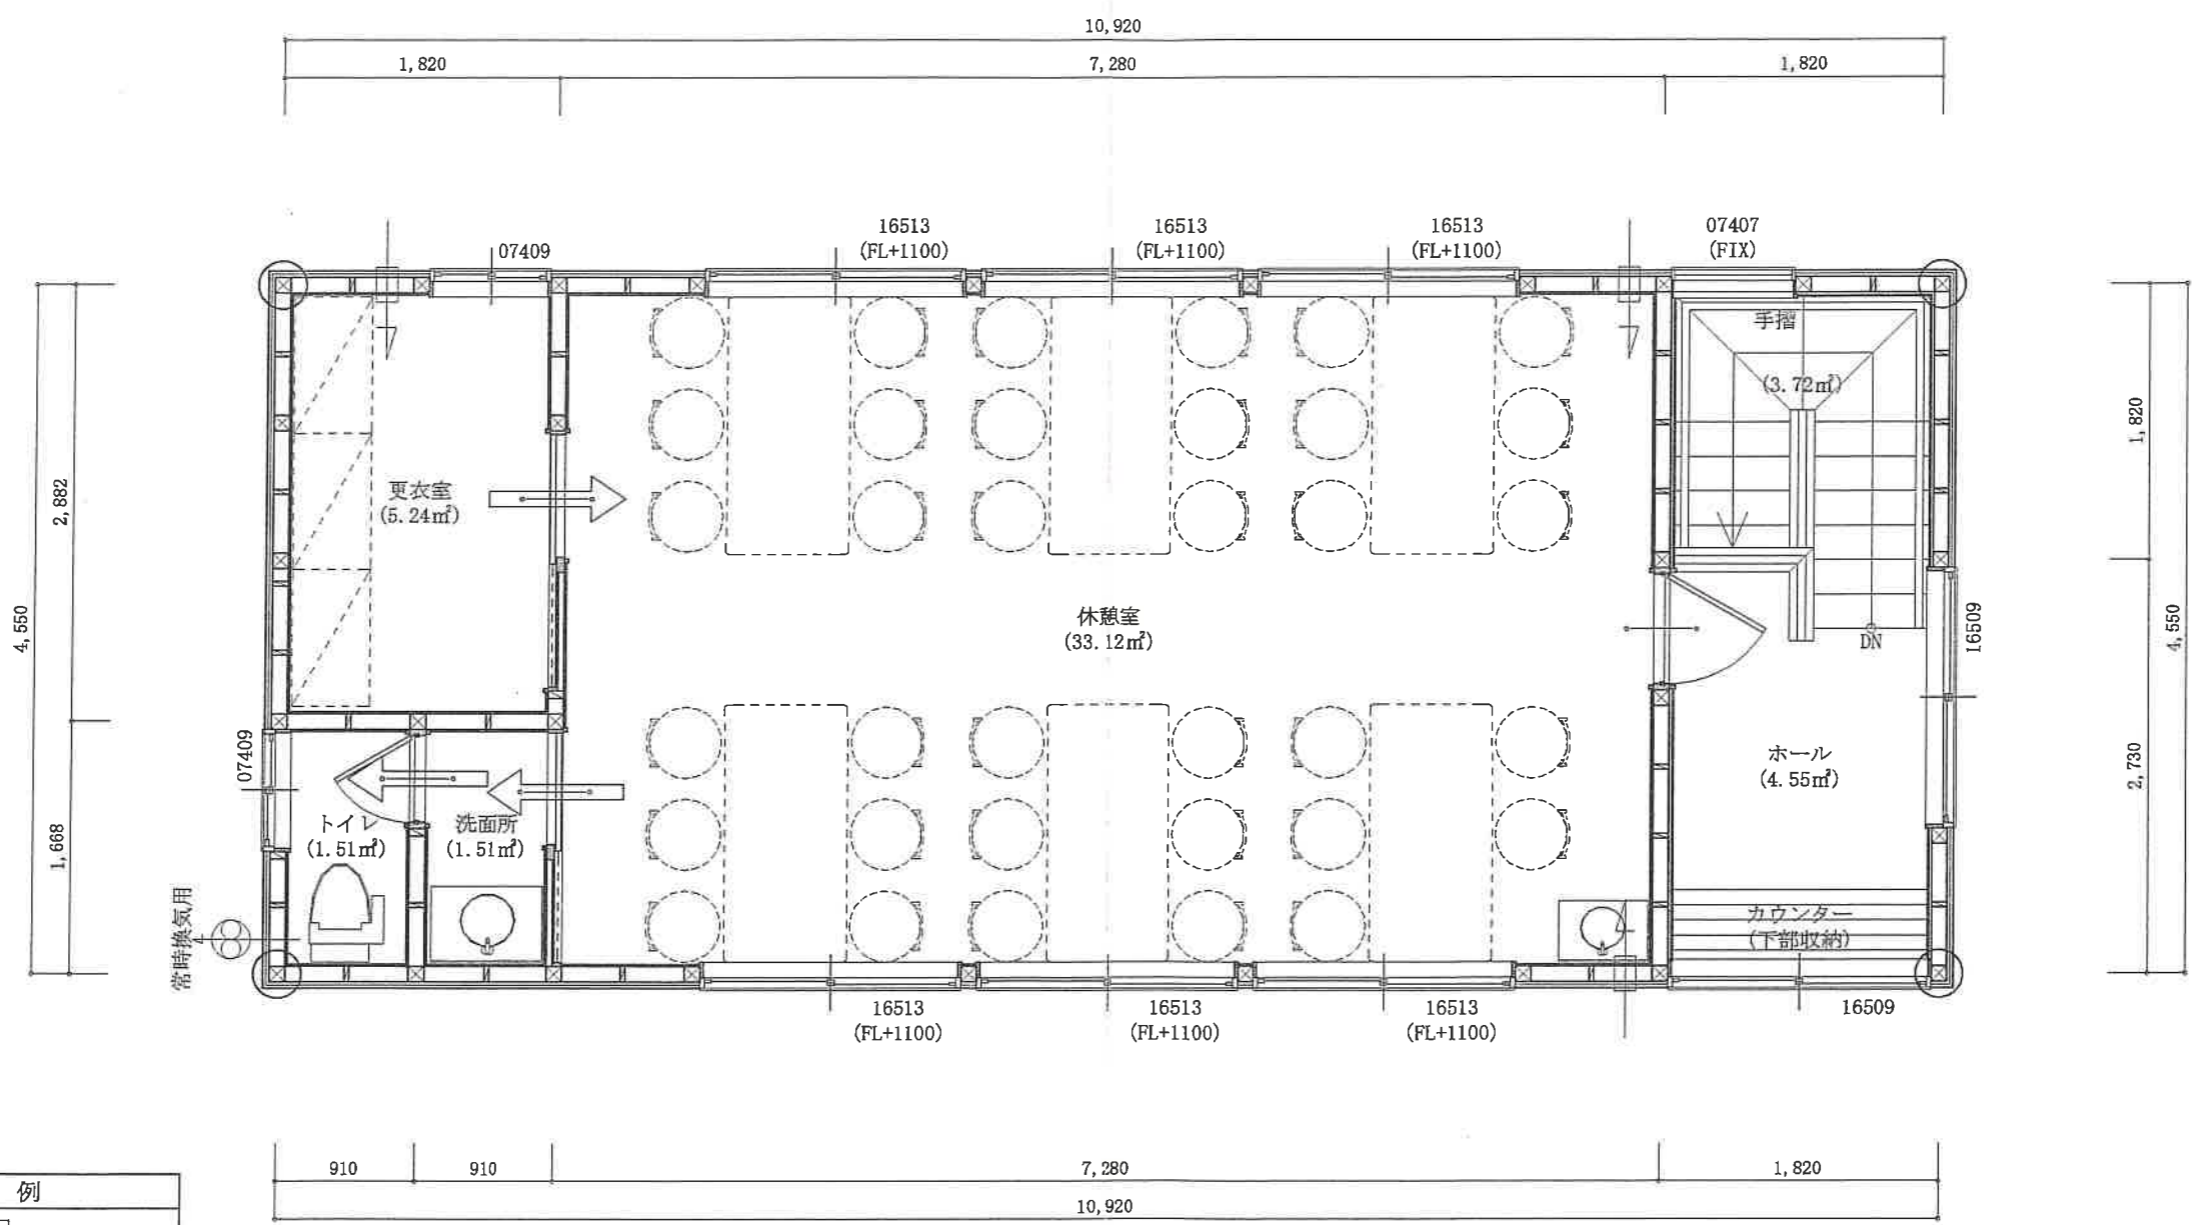 10,920
1,820
7,280
1,820
07409
16513
(FL+1100)
16513
(FL+1100)
16513
(FL+1100)
07407
(FIX)
手摺
(3.72㎡)
4,550
2,882
1,668
更衣室
(5.24㎡)
休憩室
(33.12㎡)
DN
16509
1,820
2,730
4,550
ホール
(4.55㎡)
07409
トイレ
(1.51㎡)
洗面所
(1.51㎡)
カウンター
(下部収納)
常時換気用
16513
(FL+1100)
16513
(FL+1100)
16513
(FL+1100)
16509
910
910
7,280
1,820
10,920
例